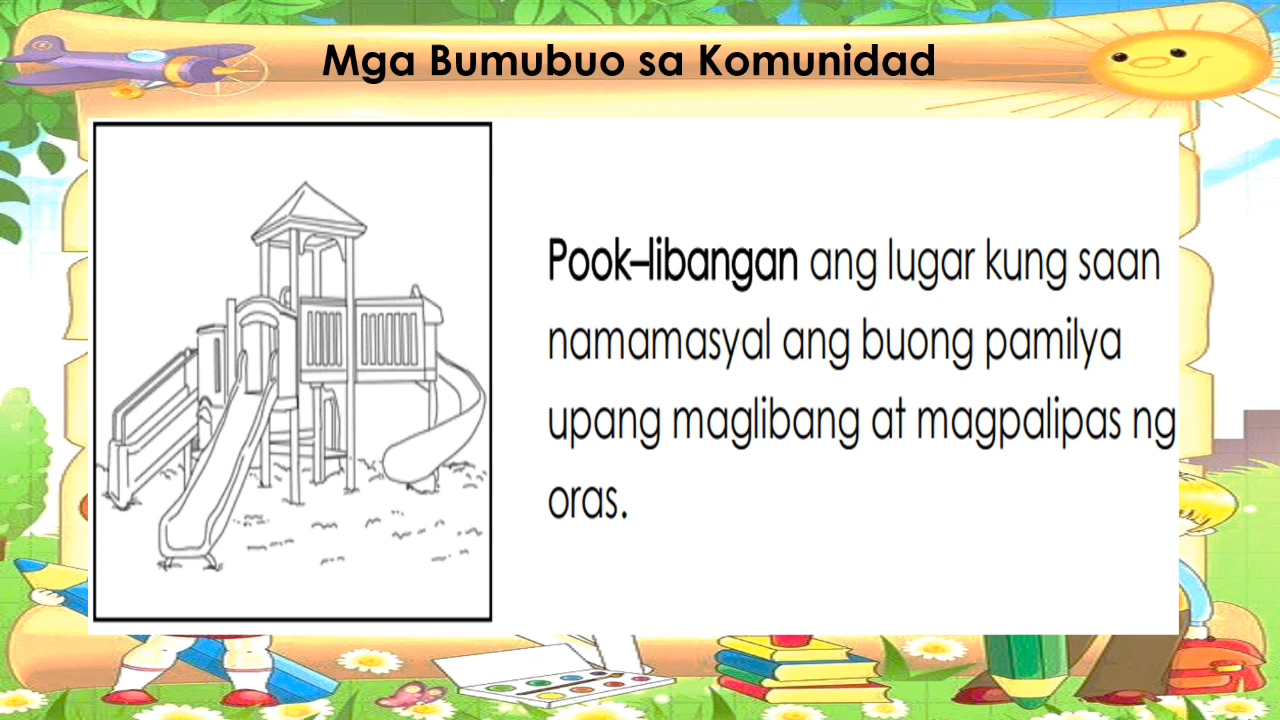 Mga Bumubuo sa Komunidad
Pook–libangan ang lugar kung saan
namamasyal ang buong pamilya
upang maglibang at magpalipas ng
oras.